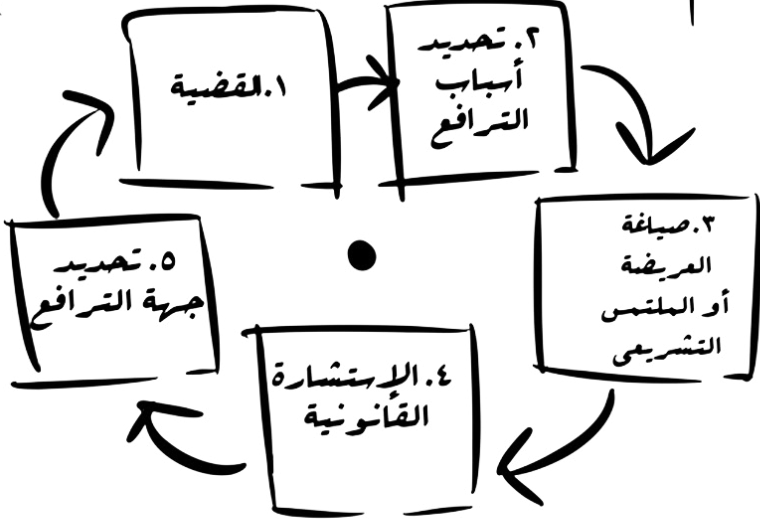 ١.القضية
٢. تحديد
أسباب
الترافع
٣.صياغة
العريضة
أو الملتمس
التشريعي
٤. الإستشارة
القانونية
٥. تحديد
جهة الترافع